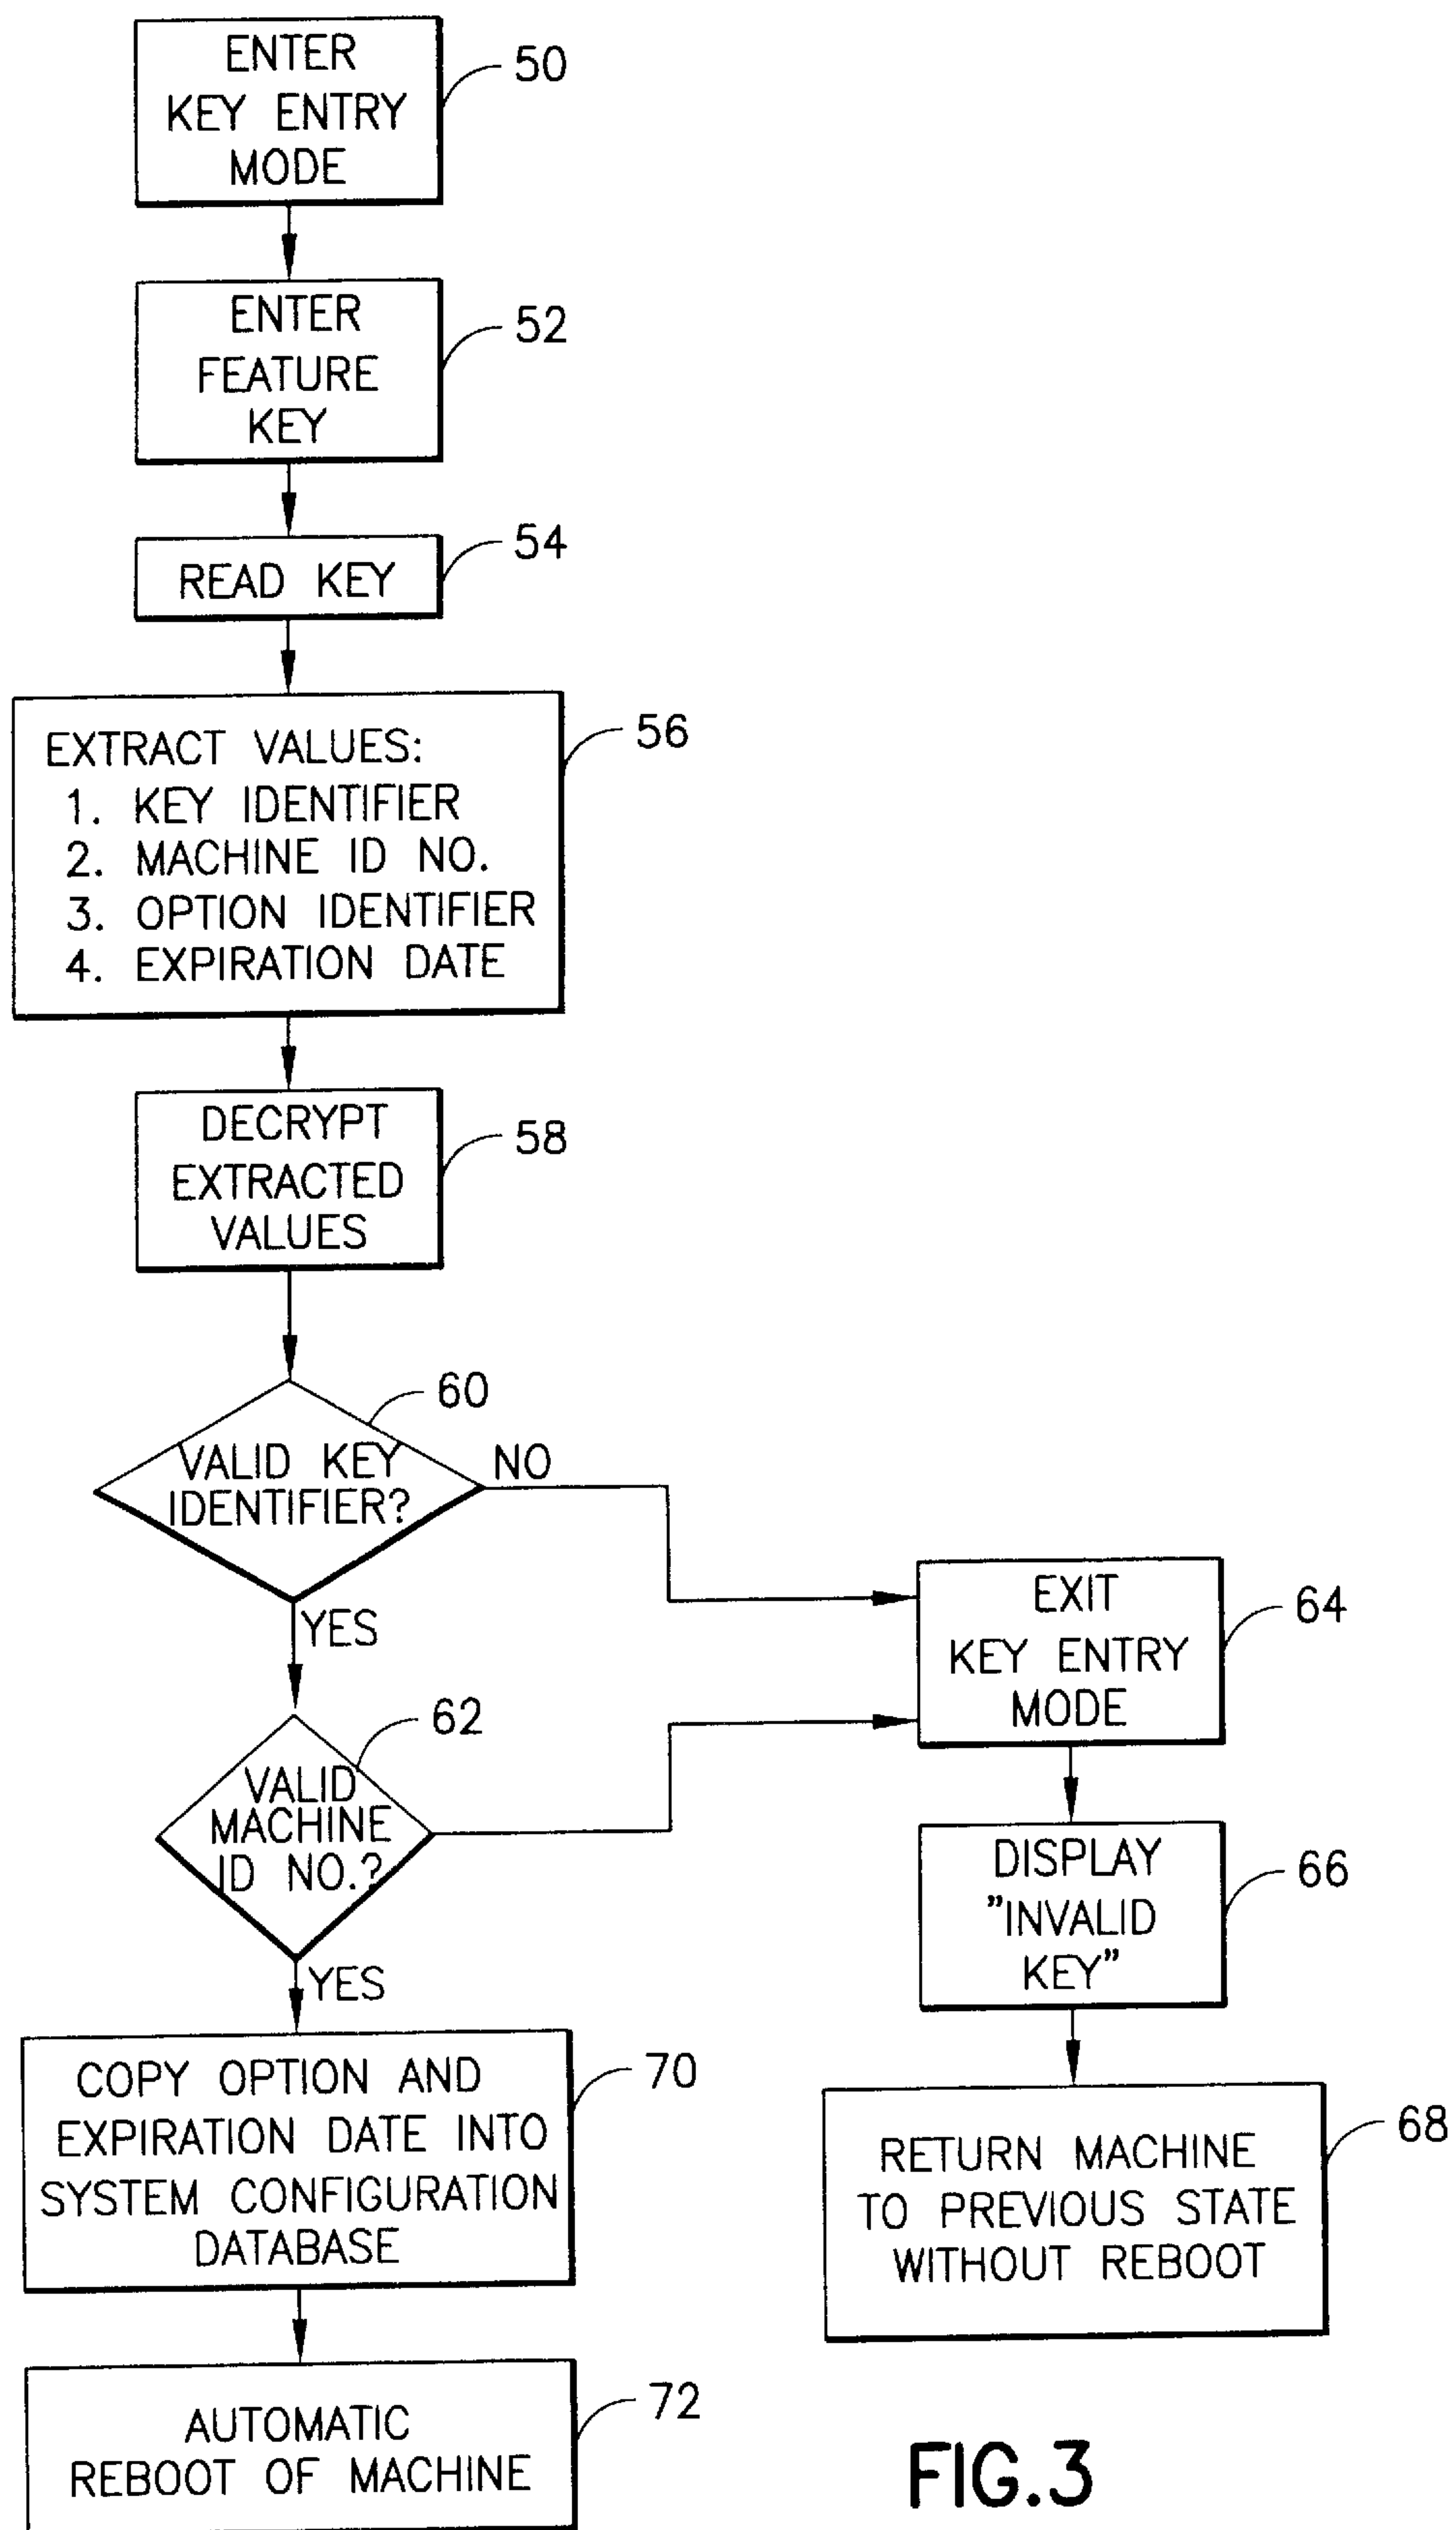 ENTER
KEY ENTRY
MODE
50
ENTER
FEATURE
KEY
52
READ KEY
54
EXTRACT VALUES:
1. KEY IDENTIFIER
2. MACHINE ID NO.
3. OPTION IDENTIFIER
4. EXPIRATION DATE
56
DECRYPT
EXTRACTED
VALUES
58
60
VALID KEY
IDENTIFIER?
NO
YES
62
VALID
MACHINE
ID NO.?
YES
EXIT
KEY ENTRY
MODE
64
DISPLAY
"INVALID
KEY"
66
RETURN MACHINE
TO PREVIOUS STATE
WITHOUT REBOOT
68
COPY OPTION AND
EXPIRATION DATE INTO
SYSTEM CONFIGURATION
DATABASE
70
AUTOMATIC
REBOOT OF MACHINE
72
FIG.3